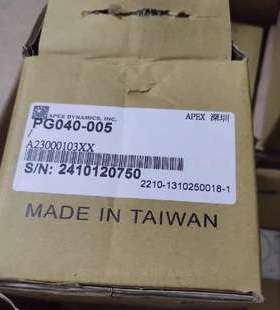 APEX DYNAMICS, INC.
APEX 深圳
PG040-005
/
A23000103XX
S/N: 2410120750
2210-1310250018-1
MADE IN TAIWAN